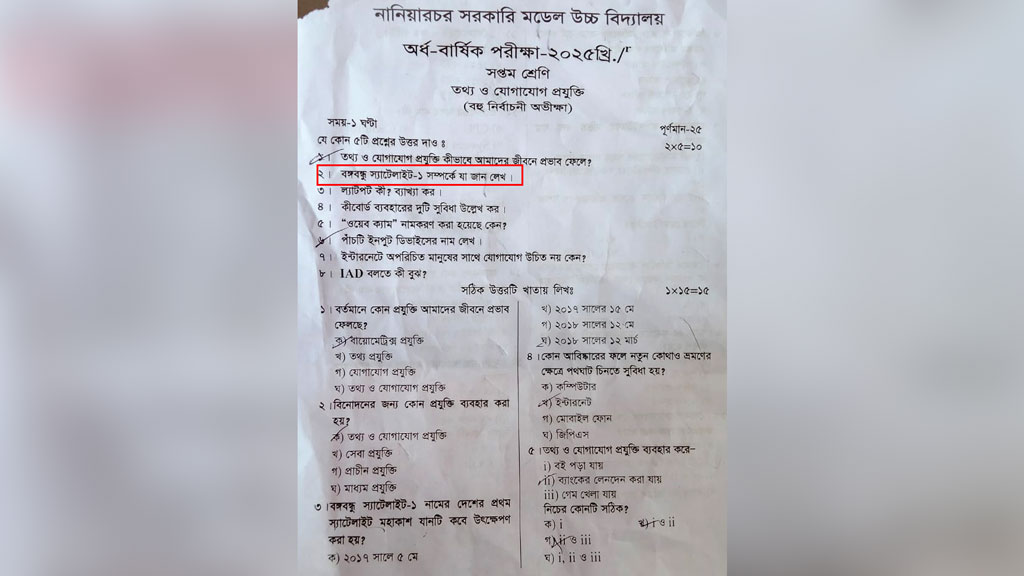 নানিয়ারচর সরকারি মডেল উচ্চ বিদ্যালয়
অর্ধ-বার্ষিক পরীক্ষা-২০২৫খ্রি./
সপ্তম শ্রেণি
তথ্য ও যোগাযোগ প্রযুক্তি
(বহু নির্বাচনী অভীক্ষা)
সময়-১ ঘণ্টা পূর্ণমান-২৫
যে কোন ৫টি প্রশ্নের উত্তর দাও ঃ ২×৫=১০
১। তথ্য ও যোগাযোগ প্রযুক্তি কীভাবে আমাদের জীবনে প্রভাব ফেলে?
২। বঙ্গবন্ধু স্যাটেলাইট-১ সম্পর্কে যা জান লেখ।
৩। ল্যাটপট কী? ব্যাখ্যা কর।
৪। কীবোর্ড ব্যবহারের দুটি সুবিধা উল্লেখ কর।
৫। “ওয়েব ক্যাম” নামকরণ করা হয়েছে কেন?
৬। পাঁচটি ইনপুট ডিভাইসের নাম লেখ।
৭। ইন্টারনেটে অপরিচিত মানুষের সাথে যোগাযোগ উচিত নয় কেন?
৮। IAD বলতে কী বুঝ?
সঠিক উত্তরটি খাতায় লিখঃ ১×১৫=১৫
১। বর্তমানে কোন প্রযুক্তি আমাদের জীবনে প্রভাব
ফেলছে?
ক) বায়োমেট্রিক্স প্রযুক্তি
খ) তথ্য প্রযুক্তি
গ) যোগাযোগ প্রযুক্তি
ঘ) তথ্য ও যোগাযোগ প্রযুক্তি
২। বিনোদনের জন্য কোন প্রযুক্তি ব্যবহার করা
হয়?
ক) তথ্য ও যোগাযোগ প্রযুক্তি
খ) সেবা প্রযুক্তি
গ) প্রাচীন প্রযুক্তি
ঘ) মাধ্যম প্রযুক্তি
৩। বঙ্গবন্ধু স্যাটেলাইট-১ নামের দেশের প্রথম
স্যাটেলাইট মহাকাশ যানটি কবে উৎক্ষেপণ
করা হয়?
ক) ২০১৭ সালে ৫ মে
খ) ২০১৭ সালের ১৫ মে
গ) ২০১৮ সালের ১২ মে
ঘ) ২০১৮ সালের ১২ মার্চ
৪। কোন আবিষ্কারের ফলে নতুন কোথাও ভ্রমণের
ক্ষেত্রে পথঘাট চিনতে সুবিধা হয়?
ক) কম্পিউটার
খ) ইন্টারনেট
গ) মোবাইল ফোন
ঘ) জিপিএস
৫। তথ্য ও যোগাযোগ প্রযুক্তি ব্যবহার করে–
i) বই পড়া যায়
ii) ব্যাংকের লেনদেন করা যায়
iii) গেম খেলা যায়
নিচের কোনটি সঠিক?
ক) i খ) i ও ii
গ) ii ও iii
ঘ) i, ii ও iii